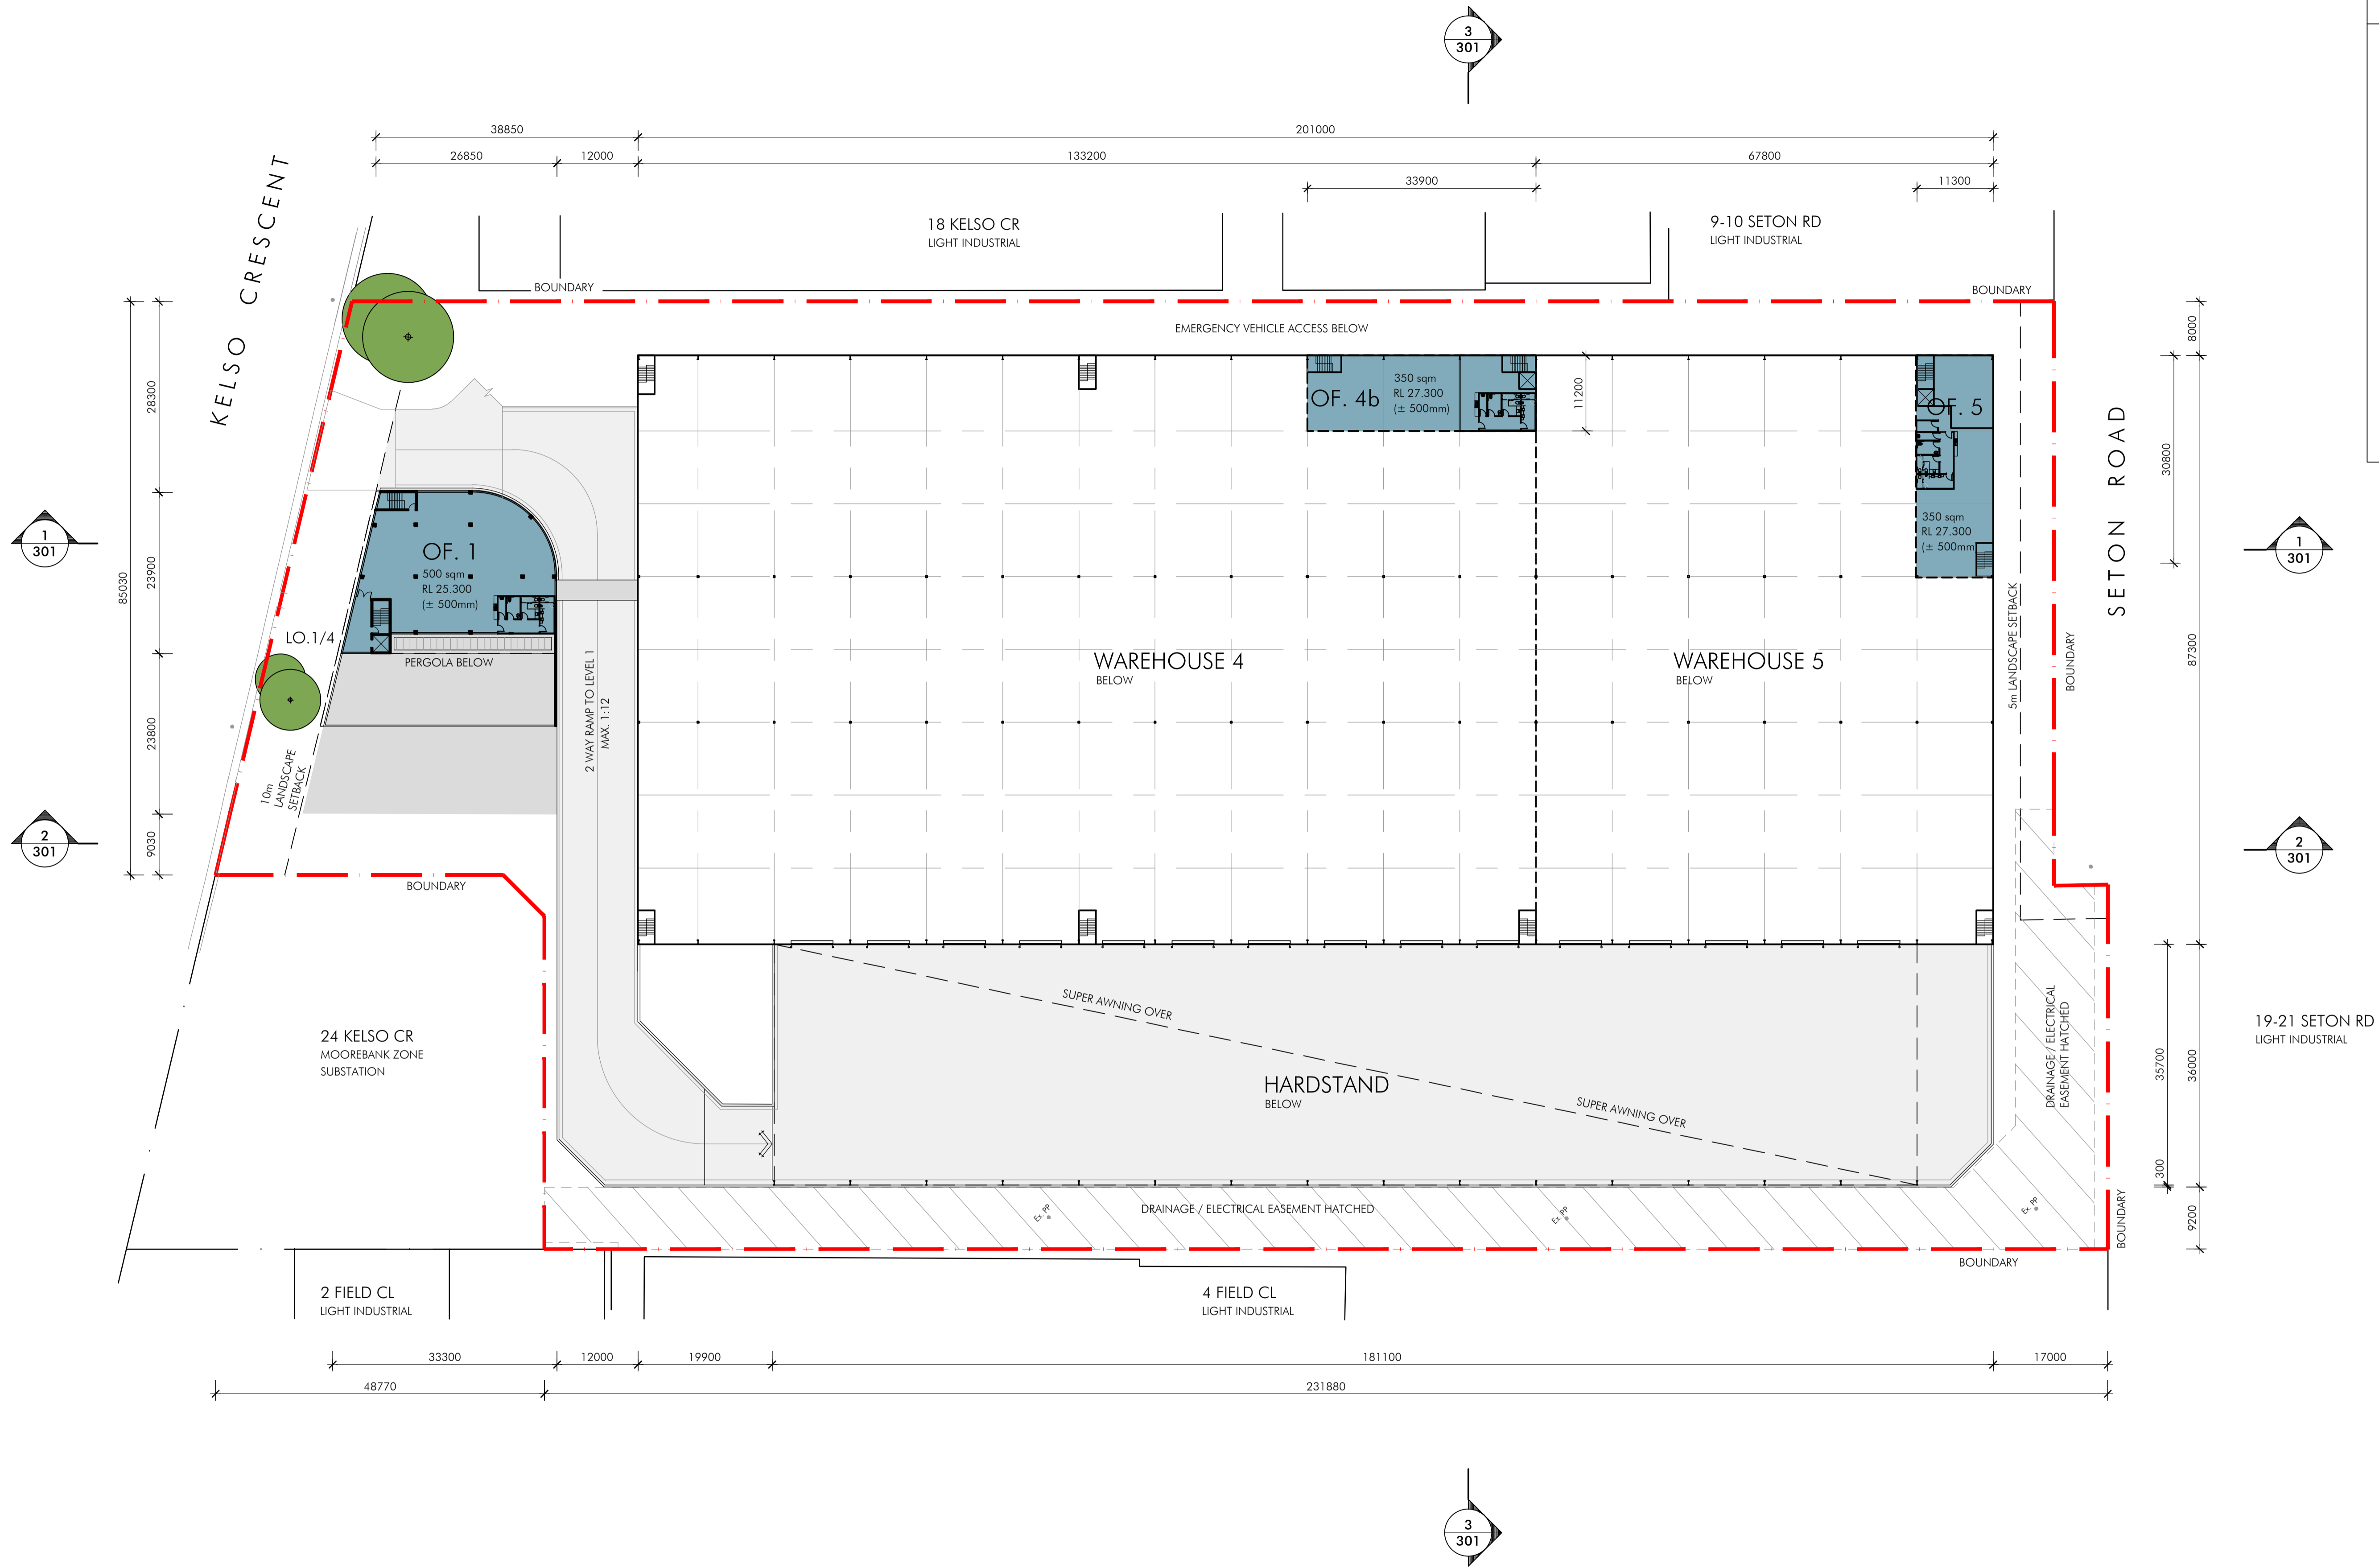 3
301
38850
201000
26850
12000
133200
67800
33900
11300
KELSO CRESCENT
18 KELSO CR
LIGHT INDUSTRIAL
9-10 SETON RD
LIGHT INDUSTRIAL
BOUNDARY
BOUNDARY
EMERGENCY VEHICLE ACCESS BELOW
8000
28300
11200
OF. 4b
350 sqm
RL 27.300
(± 500mm)
OF. 5
350 sqm
RL 27.300
(± 500mm
30800
SETON ROAD
1
301
1
301
85030
23900
OF. 1
500 sqm
RL 25.300
(± 500mm)
LO.1/4
PERGOLA BELOW
2 WAY RAMP TO LEVEL 1
MAX. 1:12
WAREHOUSE 4
BELOW
WAREHOUSE 5
BELOW
5m LANDSCAPE SETBACK
BOUNDARY
87300
23800
10m
LANDSCAPE
SETBACK
2
301
2
301
9030
BOUNDARY
24 KELSO CR
MOOREBANK ZONE
SUBSTATION
SUPER AWNING OVER
HARDSTAND
BELOW
SUPER AWNING OVER
DRAINAGE / ELECTRICAL
EASEMENT HATCHED
35700
36000
19-21 SETON RD
LIGHT INDUSTRIAL
300
9200
Ex. PP
DRAINAGE / ELECTRICAL EASEMENT HATCHED
Ex. PP
Ex. PP
BOUNDARY
BOUNDARY
2 FIELD CL
LIGHT INDUSTRIAL
4 FIELD CL
LIGHT INDUSTRIAL
33300
12000
19900
181100
17000
48770
231880
3
301